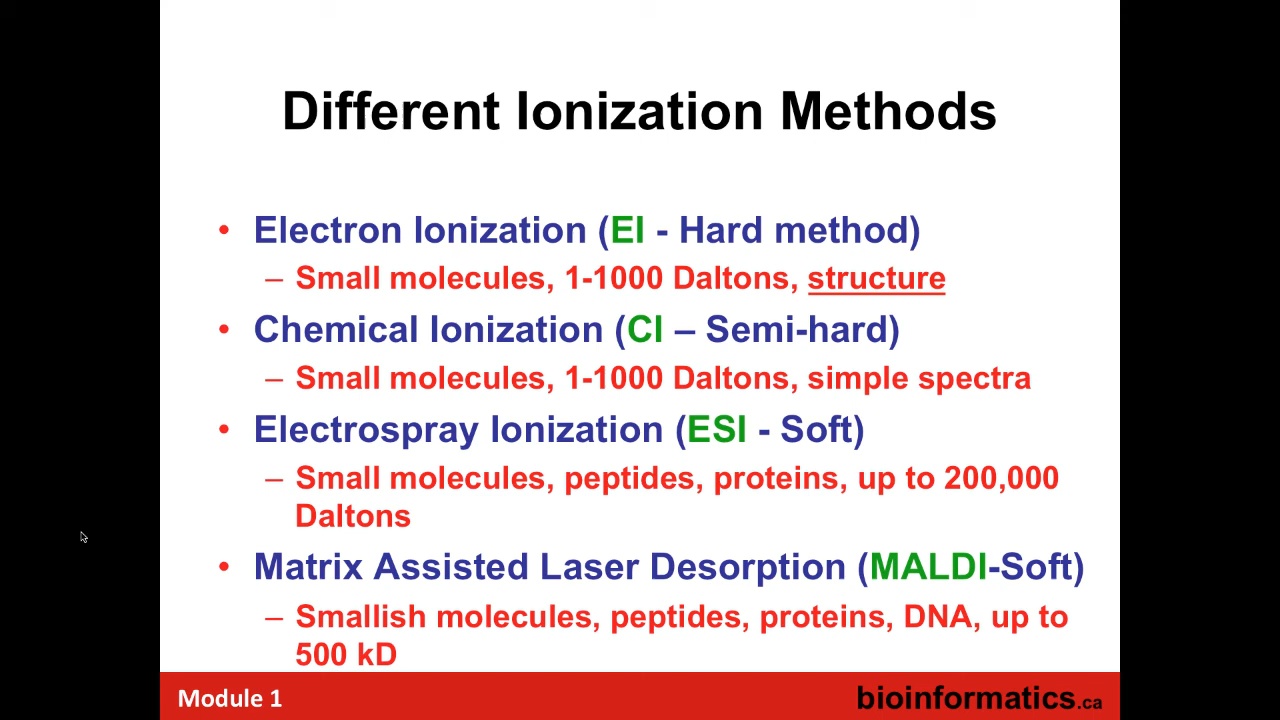 Different Ionization Methods
• Electron Ionization (EI - Hard method)
– Small molecules, 1-1000 Daltons, structure
• Chemical Ionization (CI – Semi-hard)
– Small molecules, 1-1000 Daltons, simple spectra
• Electrospray Ionization (ESI - Soft)
– Small molecules, peptides, proteins, up to 200,000
Daltons
• Matrix Assisted Laser Desorption (MALDI-Soft)
– Smallish molecules, peptides, proteins, DNA, up to
500 kD
Module 1
bioinformatics.ca